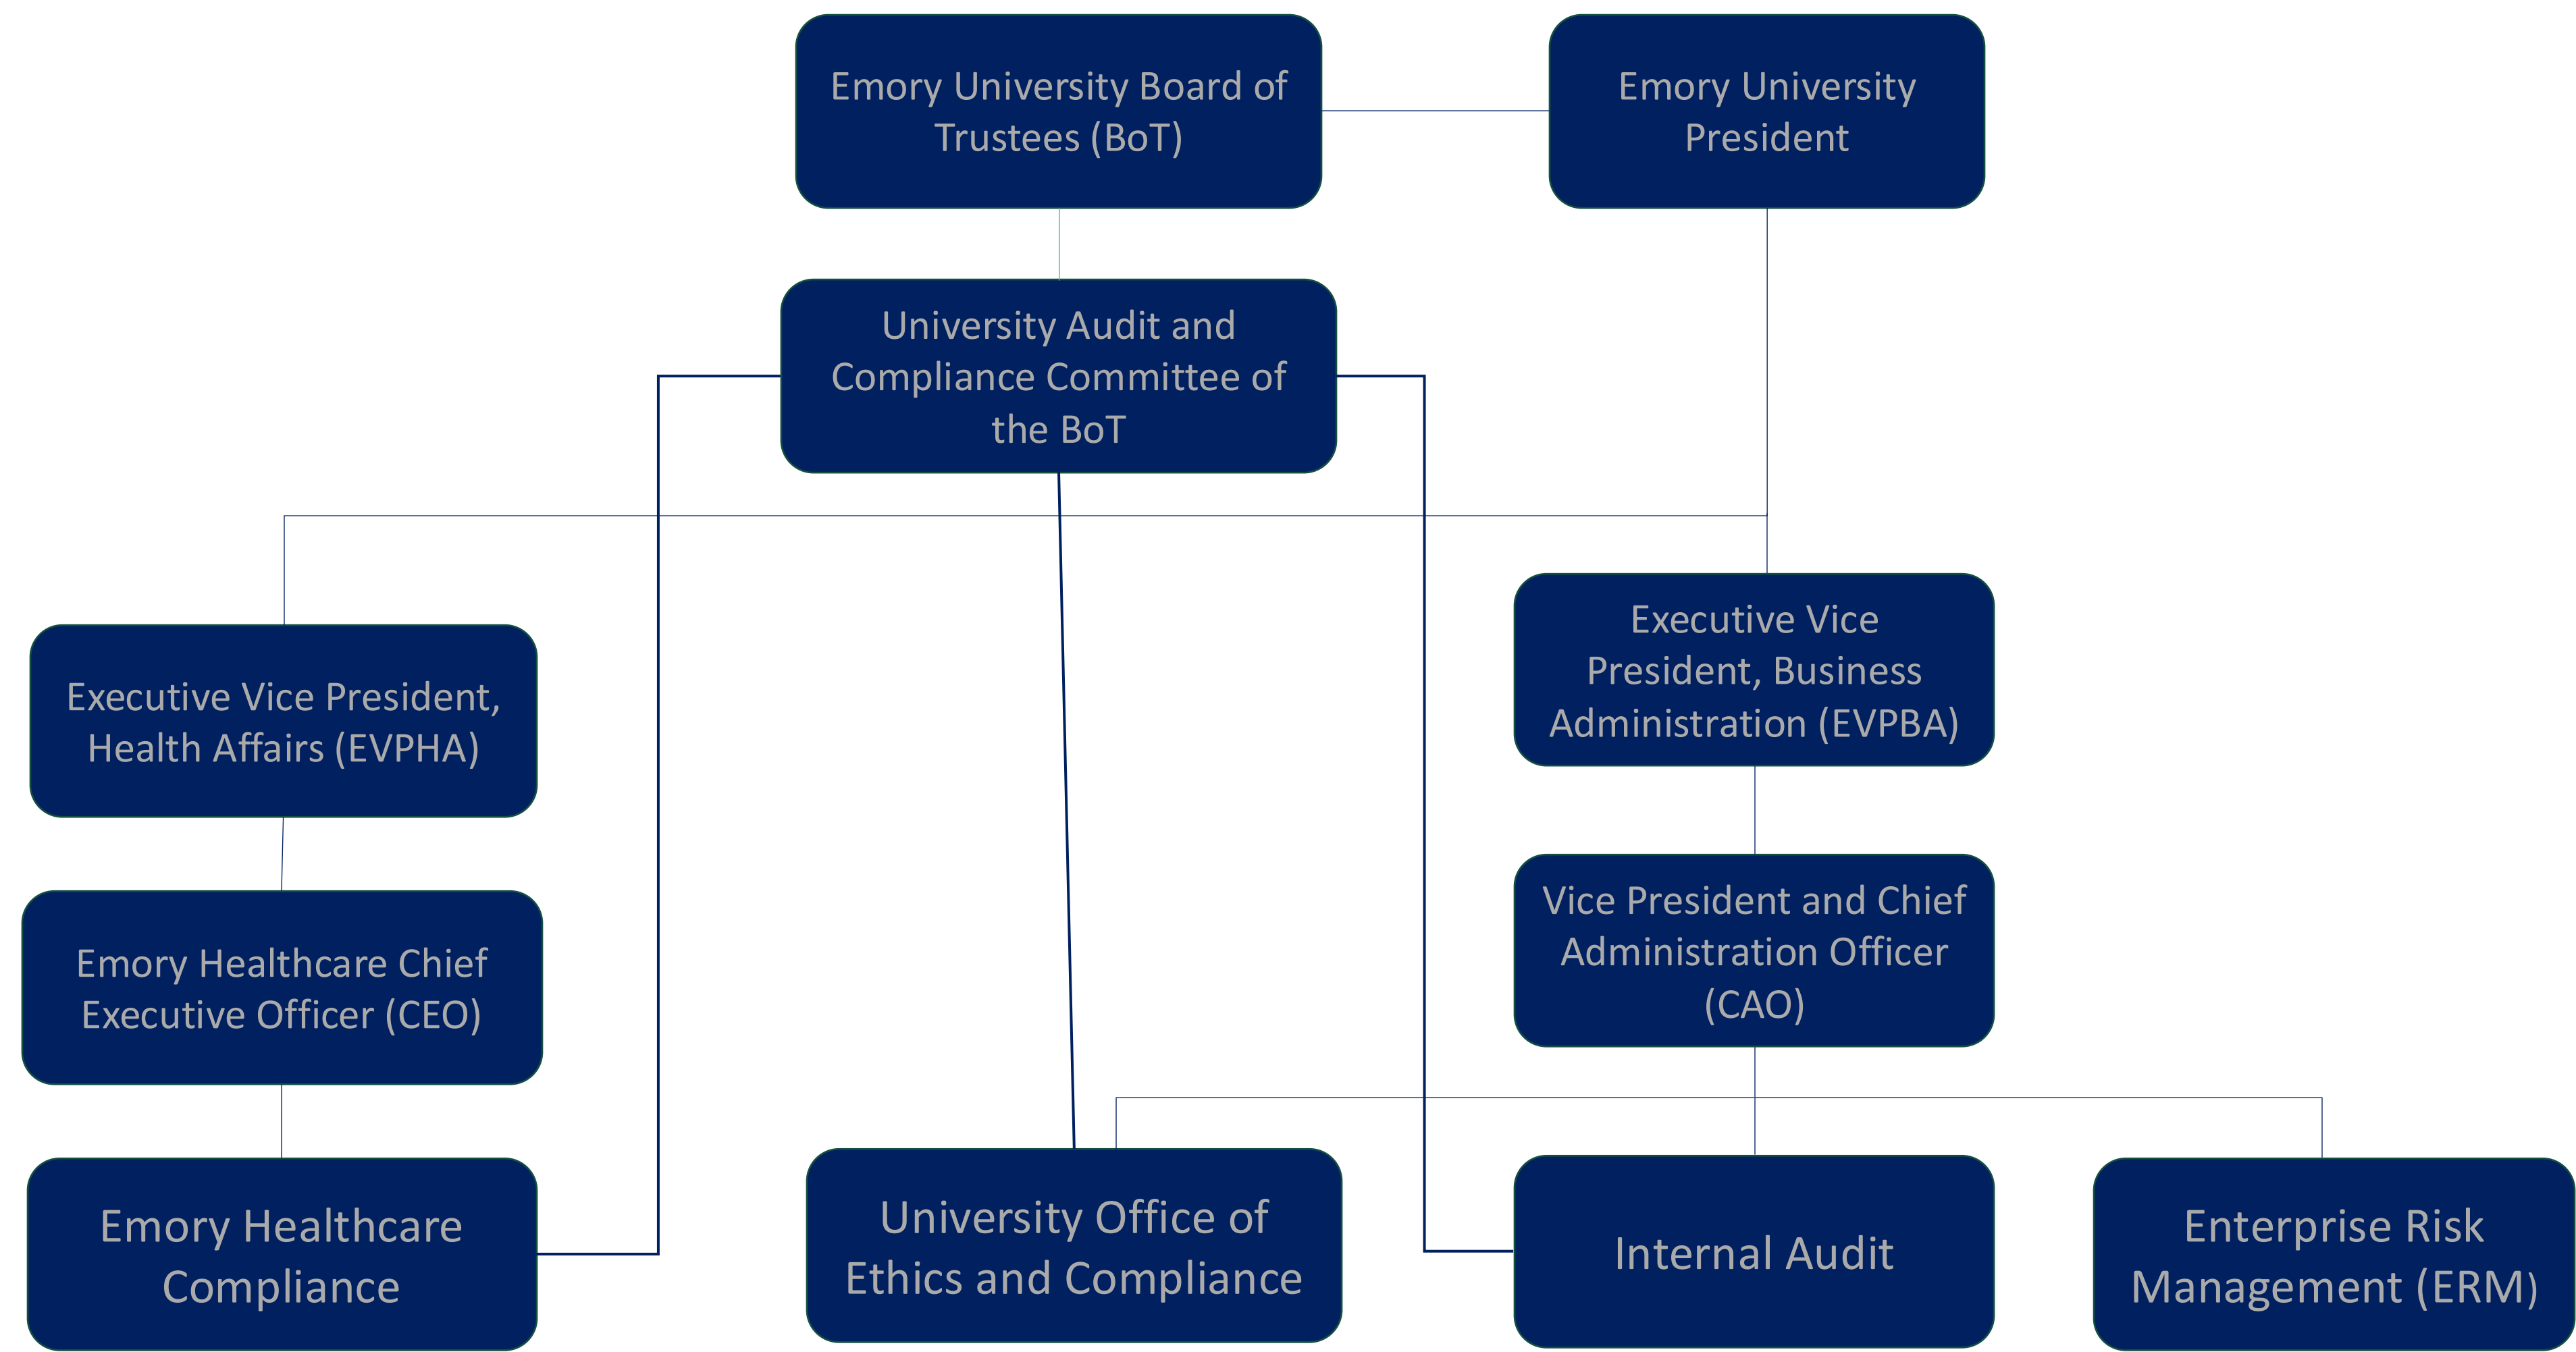 Emory University Board of
Trustees (BoT)
Emory University
President
University Audit and
Compliance Committee of
the BoT
Executive Vice President,
Health Affairs (EVPHA)
Executive Vice
President, Business
Administration (EVPBA)
Emory Healthcare Chief
Executive Officer (CEO)
Vice President and Chief
Administration Officer
(CAO)
Emory Healthcare
Compliance
University Office of
Ethics and Compliance
Internal Audit
Enterprise Risk
Management (ERM)